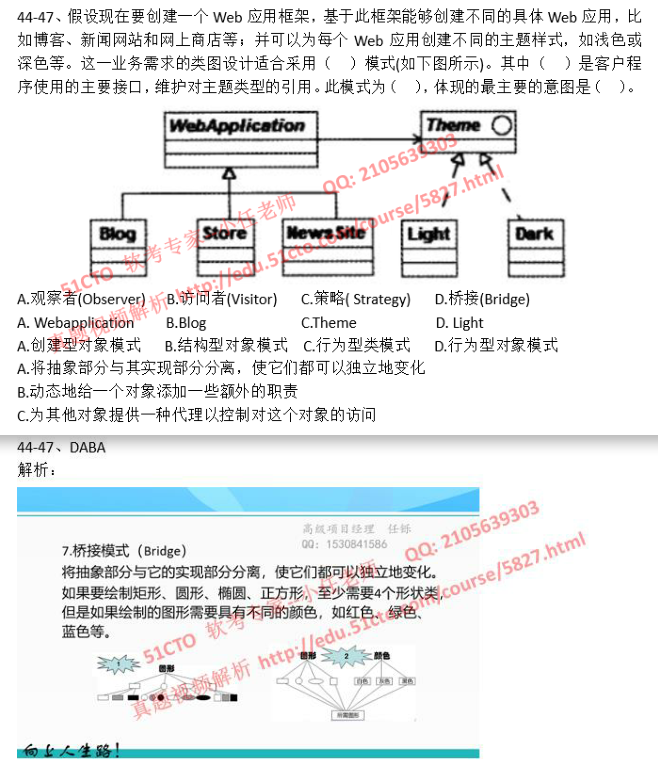 44-47、假设现在要创建一个 Web 应用框架，基于此框架能够创建不同的具体 Web 应用，比
如博客、新闻网站和网上商店等；并可以为每个 Web 应用创建不同的主题样式，如浅色或
深色等。这一业务需求的类图设计适合采用（ ）模式(如下图所示)。其中（ ）是客户程
序使用的主要接口，维护对主题类型的引用。此模式为（ ），体现的最主要的意图是（ ）。
WebApplication
Theme
Blog
Store
NewsSite
Light
Dark
A.观察者(Observer) B.访问者(Visitor) C.策略( Strategy) D.桥接(Bridge)
A. Webapplication B.Blog C.Theme D. Light
A.创建型对象模式 B.结构型对象模式 C.行为型类模式 D.行为型对象模式
A.将抽象部分与其实现部分分离，使它们都可以独立地变化
B.动态地给一个对象添加一些额外的职责
C.为其他对象提供一种代理以控制对这个对象的访问
51CTO 软考专家--小任老师 QQ: 2105639303
真题视频解析 http://edu.51cto.com/course/5827.html
44-47、DABA
解析：
高级项目经理 任铄
QQ：1530841586
7.桥接模式（Bridge）
将抽象部分与它的实现部分分离，使它们都可以独立地变化。
如果要绘制矩形、圆形、椭圆、正方形，至少需要4个形状类，
但是如果绘制的图形需要具有不同的颜色，如红色、绿色、
蓝色等。
1
图形
图形
2
颜色
白色
灰色
黑色
所需图形
51CTO 软考专家--小任老师 QQ: 2105639303
真题视频解析 http://edu.51cto.com/course/5827.html
向上人生路！